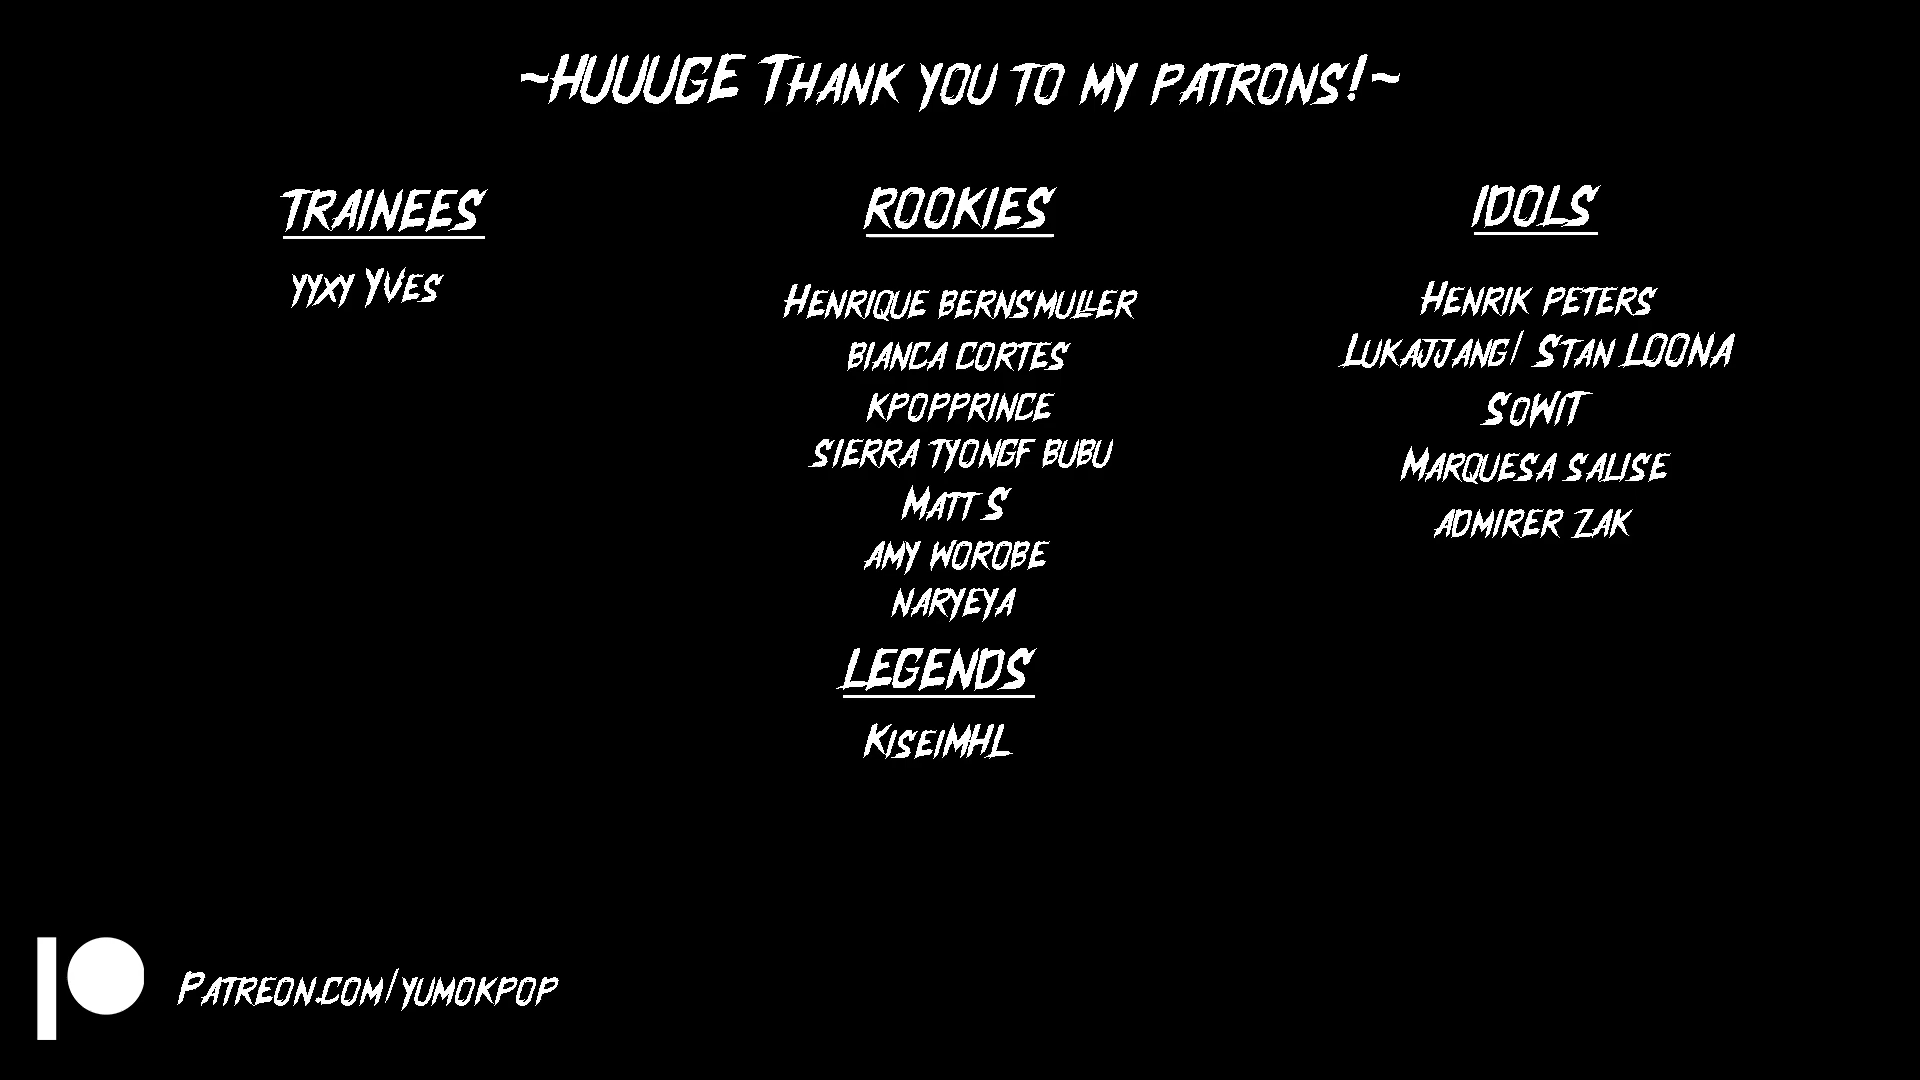 ~HUUUGE Thank you to my patrons!~
TRAINEES
yyxy YVes
ROOKIES
Henrique bernsmuller
bianca cortes
kpopprince
sierra tyongf bubu
Matt S
amy worobe
naryeya
LEGENDS
KiseiMHL
IDOLS
Henrik peters
Lukajjang/ Stan LOONA
SoWiT
Marquesa salise
admirer Zak
Patreon.com/yumokpop